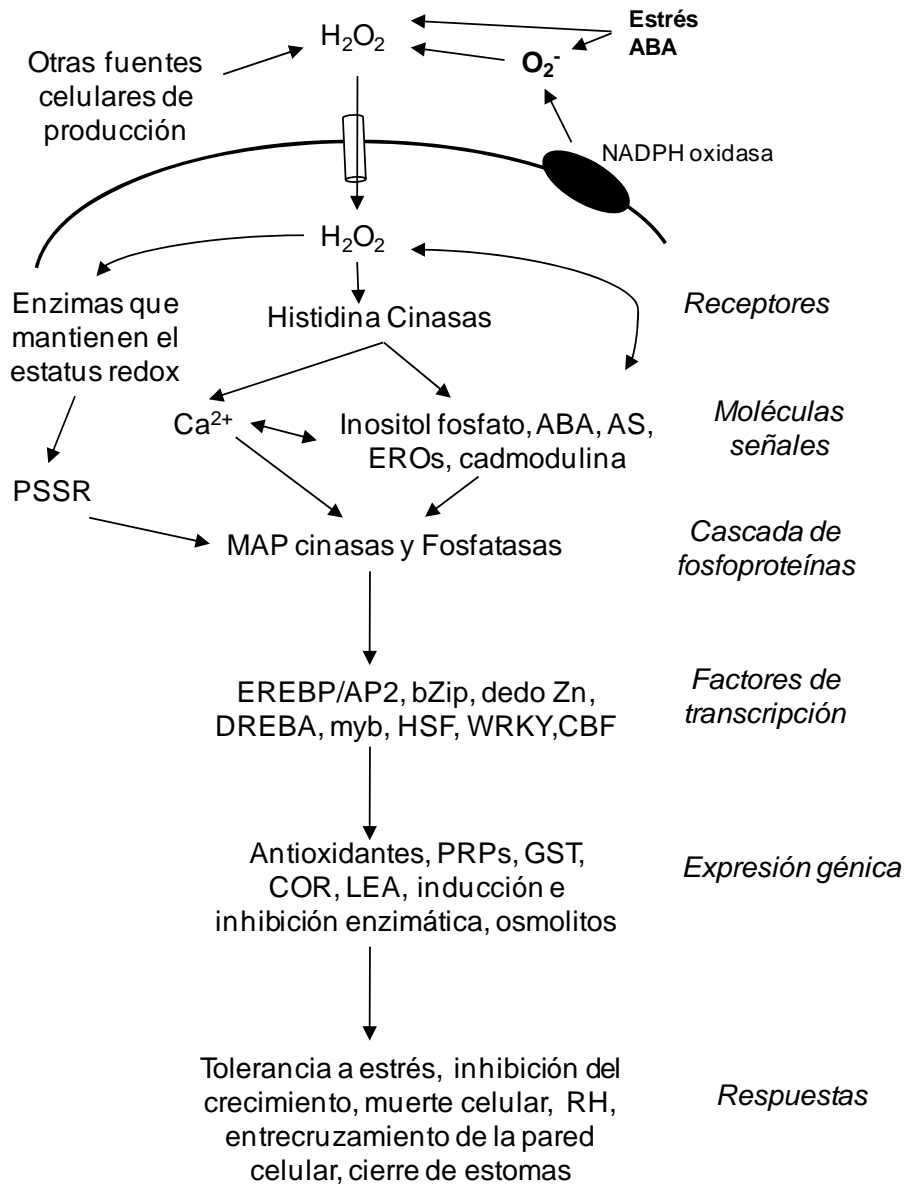 Estrés
ABA
H₂O₂
O₂⁻
Otras fuentes
celulares de
producción
NADPH oxidasa
H₂O₂
Enzimas que
mantienen el
estatus redox
Histidina Cinasas
Receptores
Ca²⁺
Inositol fosfato, ABA, AS,
EROs, cadmodulina
Moléculas
señales
PSSR
MAP cinasas y Fosfatasas
Cascada de
fosfoproteínas
EREBP/AP2, bZip, dedo Zn,
DREBA, myb, HSF, WRKY,CBF
Factores de
transcripción
Antioxidantes, PRPs, GST,
COR, LEA, inducción e
inhibición enzimática, osmolitos
Expresión génica
Tolerancia a estrés, inhibición del
crecimiento, muerte celular, RH,
entrecruzamiento de la pared
celular, cierre de estomas
Respuestas